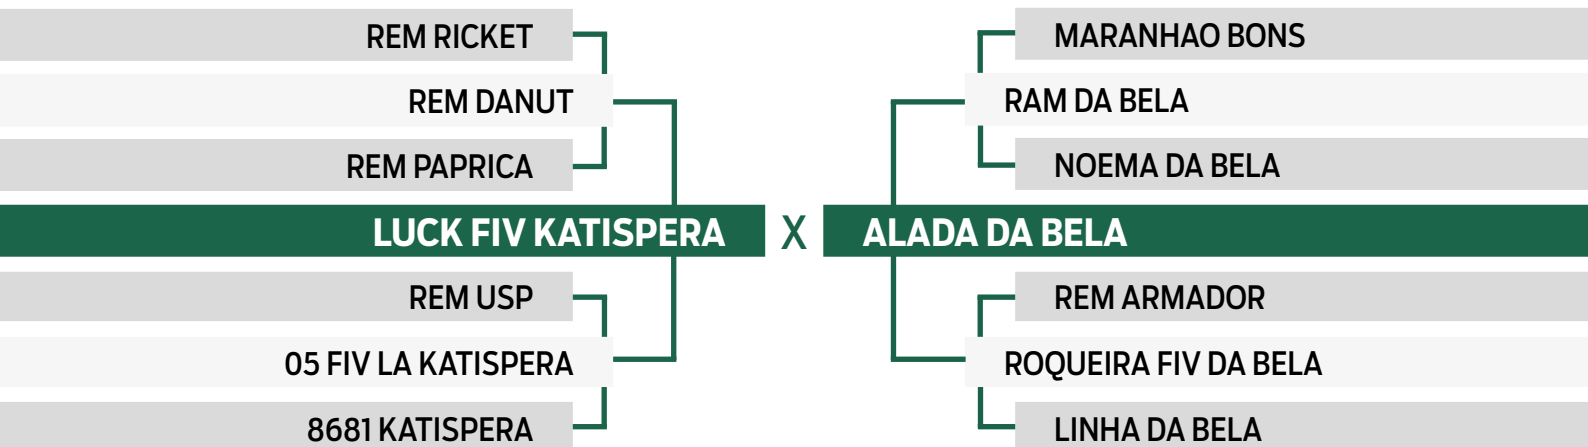 REM RICKET
REM DANUT
REM PAPRICA
LUCK FIV KATISPERA
REM USP
05 FIV LA KATISPERA
8681 KATISPERA
X
MARANHAO BONS
RAM DA BELA
NOEMA DA BELA
ALADA DA BELA
REM ARMADOR
ROQUEIRA FIV DA BELA
LINHA DA BELA